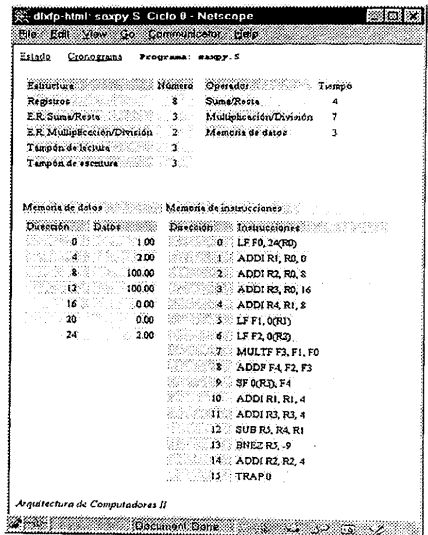 dlxfp-html: saxpy S Ciclo 0 - Netscape
File Edit View Go Communicator Help
Estado Cronograma Programa: saxpy.S
Estructura Número Operador Tiempo
Registros 8 Suma/Resta 4
E.R. Suma/Resta 3 Multiplicación/División 7
E.R. Multiplicación/División 2 Memoria de datos 3
Tampón de lectura 3
Tampón de escritura 3
Memoria de datos Memoria de instrucciones
Dirección Datos Dirección Instrucciones
0 1.00 0 LF F0, 24(R0)
4 2.00 1 ADDI R1, R0, 0
8 100.00 2 ADDI R2, R0, 8
12 100.00 3 ADDI R3, R0, 16
16 0.00 4 ADDI R4, R1, 8
20 0.00 5 LF F1, 0(R1)
24 2.00 6 LF F2, 0(R2)
7 MULTF F3, F1, F0
8 ADDF F4, F2, F3
9 SF 0(R3), F4
10 ADDI R1, R1, 4
11 ADDI R3, R3, 4
12 SUB R5, R4, R1
13 BNEZ R5, -9
14 ADDI R2, R2, 4
15 TRAP 0
Arquitectura de Computadores II
Document Done